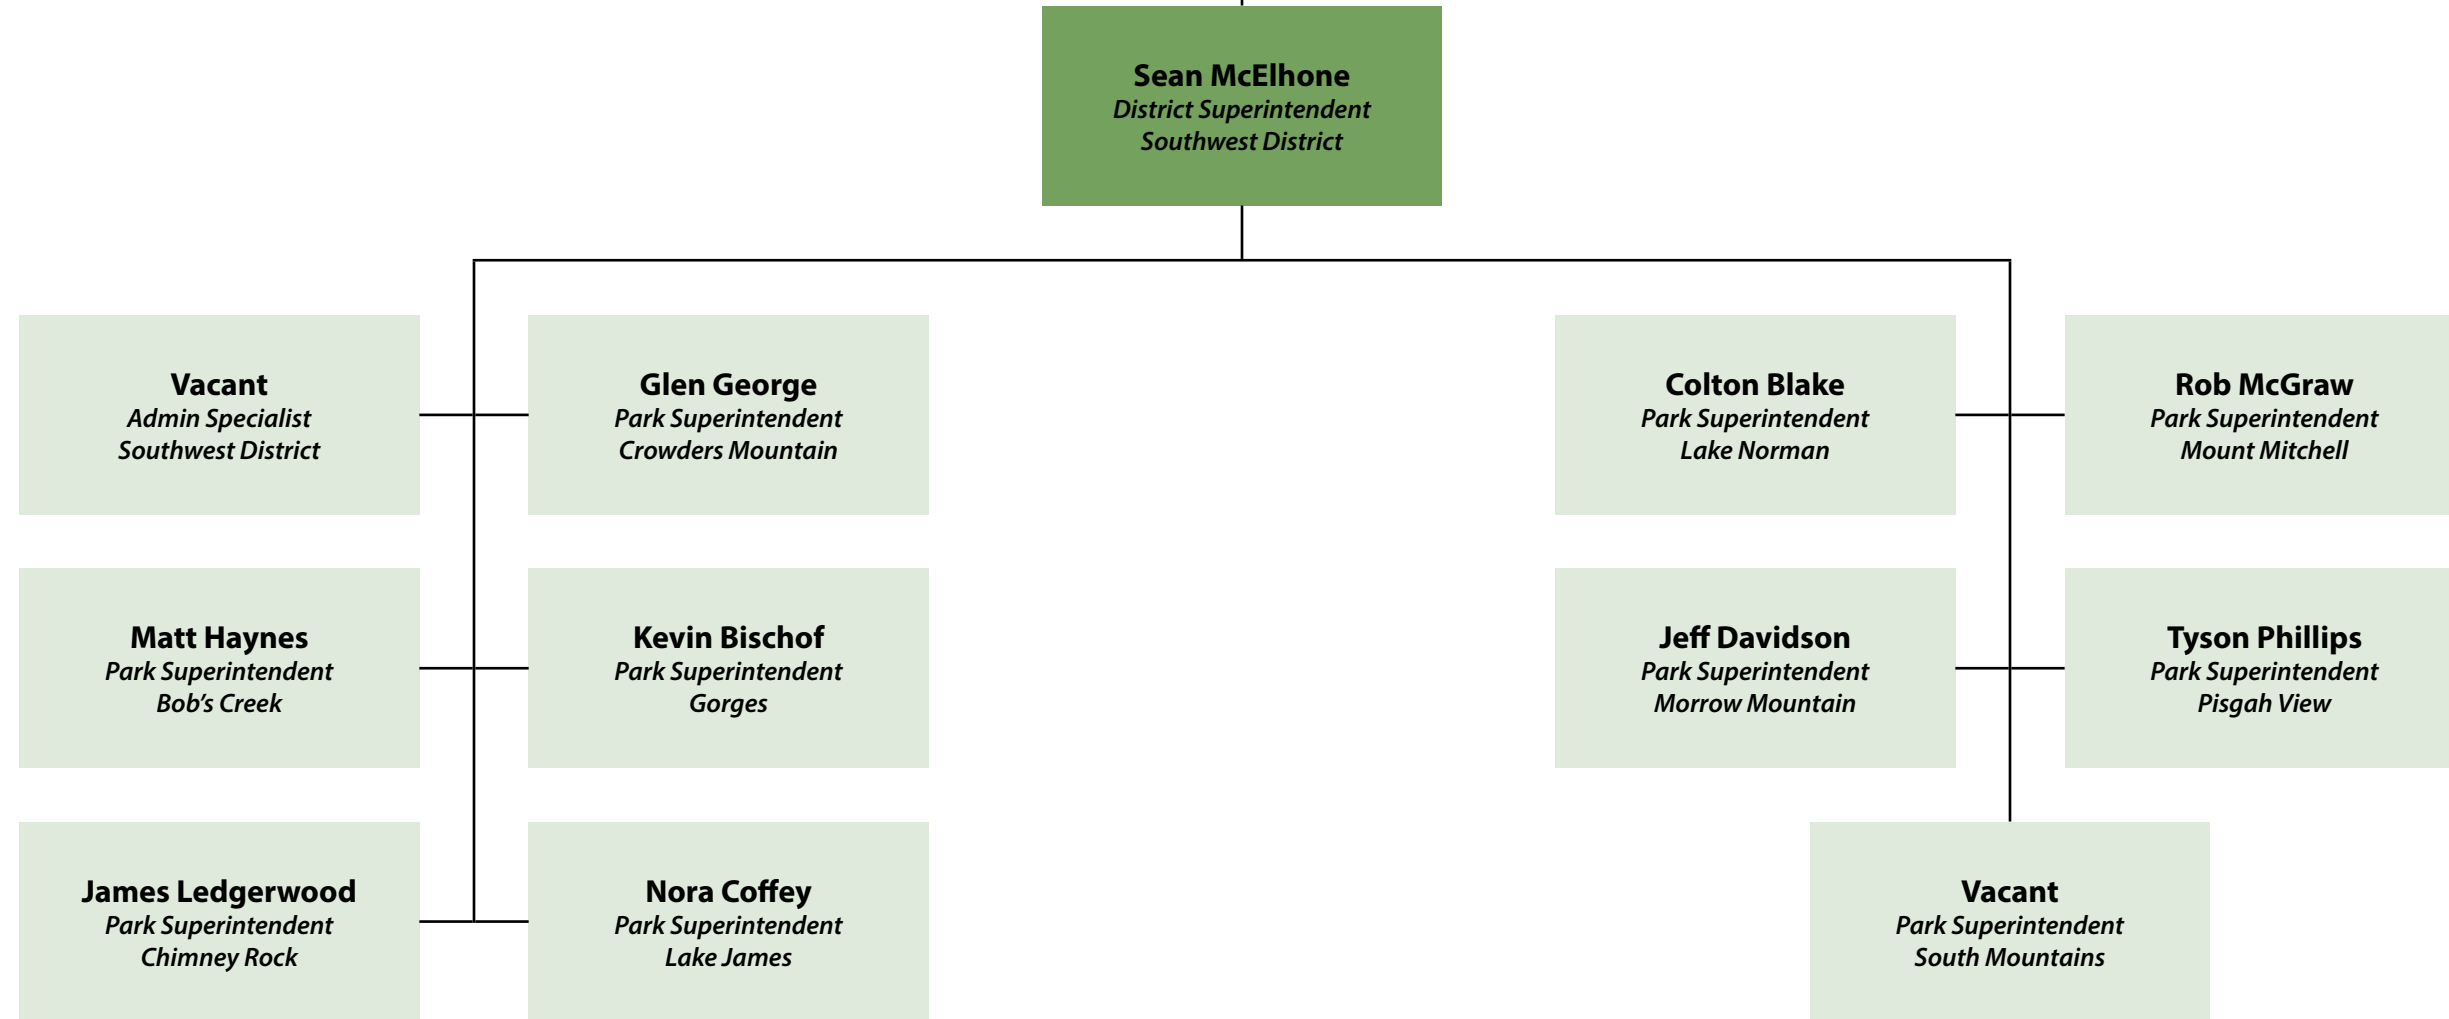 Sean McElhone
District Superintendent
Southwest District
Vacant
Admin Specialist
Southwest District
Glen George
Park Superintendent
Crowders Mountain
Colton Blake
Park Superintendent
Lake Norman
Rob McGraw
Park Superintendent
Mount Mitchell
Matt Haynes
Park Superintendent
Bob’s Creek
Kevin Bischof
Park Superintendent
Gorges
Jeff Davidson
Park Superintendent
Morrow Mountain
Tyson Phillips
Park Superintendent
Pisgah View
James Ledgerwood
Park Superintendent
Chimney Rock
Nora Coffey
Park Superintendent
Lake James
Vacant
Park Superintendent
South Mountains